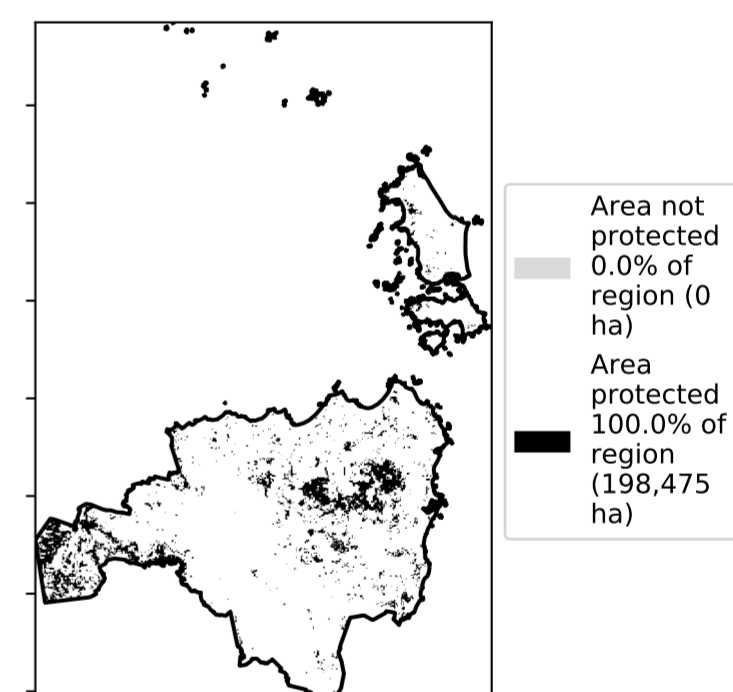 Area not
protected
0.0% of
region (0
ha)
Area
protected
100.0% of
region
(198,475
ha)